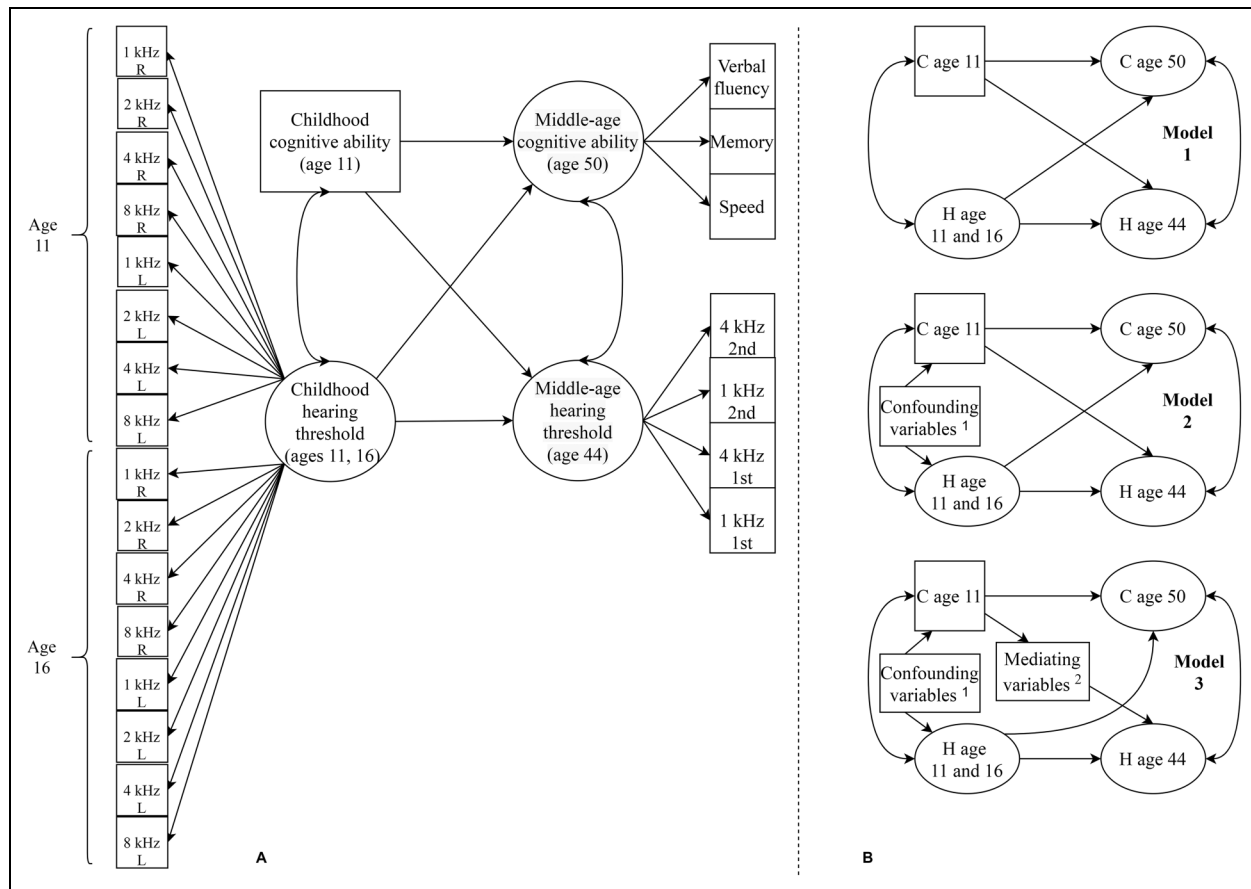 Age
11
Age
16
1 kHz
R
2 kHz
R
4 kHz
R
8 kHz
R
1 kHz
L
2 kHz
L
4 kHz
L
8 kHz
L
1 kHz
R
2 kHz
R
4 kHz
R
8 kHz
R
1 kHz
L
2 kHz
L
4 kHz
L
8 kHz
L
Childhood
cognitive ability
(age 11)
Childhood
hearing
threshold
(ages 11, 16)
Middle-age
cognitive ability
(age 50)
Middle-age
hearing
threshold
(age 44)
Verbal
fluency
Memory
Speed
4 kHz
2nd
1 kHz
2nd
4 kHz
1st
1 kHz
1st
A
C age 11
C age 50
Model
1
H age
11 and 16
H age 44
C age 11
C age 50
Confounding
variables 1
Model
2
H age
11 and 16
H age 44
C age 11
C age 50
Confounding
variables 1
Mediating
variables 2
Model
3
H age
11 and 16
H age 44
B